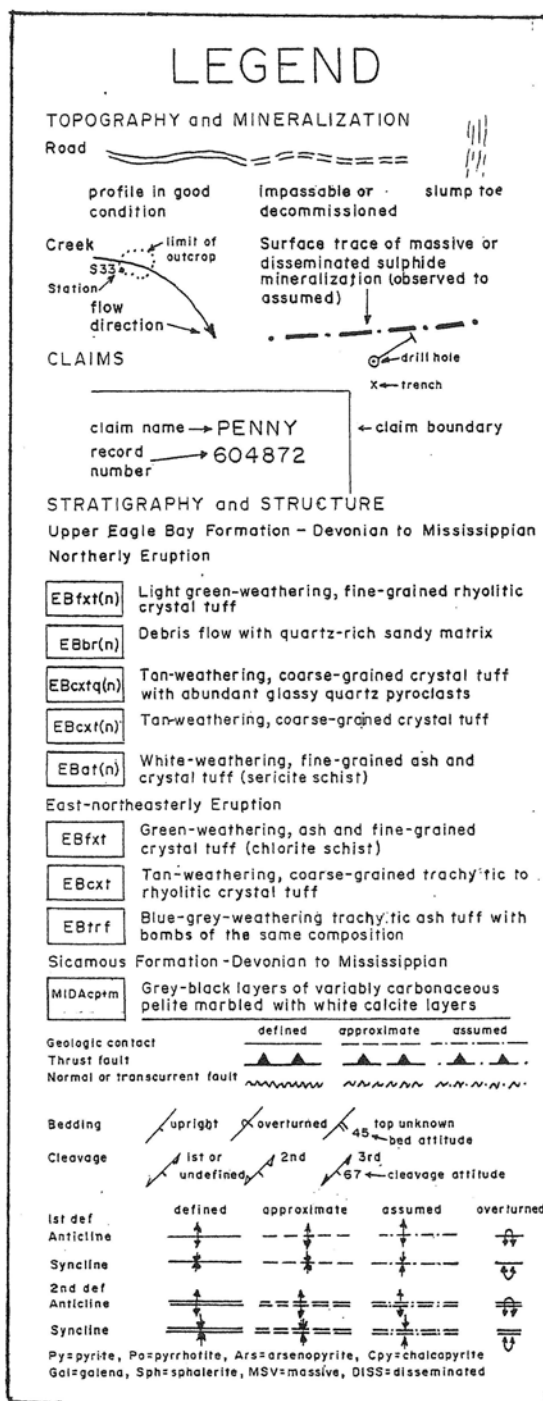 LEGEND
TOPOGRAPHY and MINERALIZATION
Road
profile in good condition
impassable or decommissioned
slump toe
Creek
limit of outcrop
S33
Station
flow direction
Surface trace of massive or disseminated sulphide mineralization (observed to assumed)
drill hole
x trench
CLAIMS
claim name PENNY
claim boundary
record number 604872
STRATIGRAPHY and STRUCTURE
Upper Eagle Bay Formation - Devonian to Mississippian
Northerly Eruption
EBfxt(n) Light green-weathering, fine-grained rhyolitic crystal tuff
EBbr(n) Debris flow with quartz-rich sandy matrix
EBcxtq(n) Tan-weathering, coarse-grained crystal tuff with abundant glassy quartz pyroclasts
EBcxt(n) Tan-weathering, coarse-grained crystal tuff
EBat(n) White-weathering, fine-grained ash and crystal tuff (sericite schist)
East-northeasterly Eruption
EBfxt Green-weathering, ash and fine-grained crystal tuff (chlorite schist)
EBcxt Tan-weathering, coarse-grained trachytic to rhyolitic crystal tuff
EBtrf Blue-grey-weathering trachytic ash tuff with bombs of the same composition
Sicamous Formation - Devonian to Mississippian
MIDAcp+m Grey-black layers of variably carbonaceous pelite marbled with white calcite layers
defined approximate assumed
Geologic contact
Thrust fault
Normal or transcurrent fault
Bedding upright overturned top unknown
45 bed attitude
Cleavage 1st or undefined 2nd 3rd
67 cleavage attitude
defined approximate assumed overturned
1st def
Anticline
Syncline
2nd def
Anticline
Syncline
Py=pyrite, Po=pyrrhotite, Ars=arsenopyrite, Cpy=chalcopyrite
Gal=galena, Sph=sphalerite, MSV=massive, DISS=disseminated